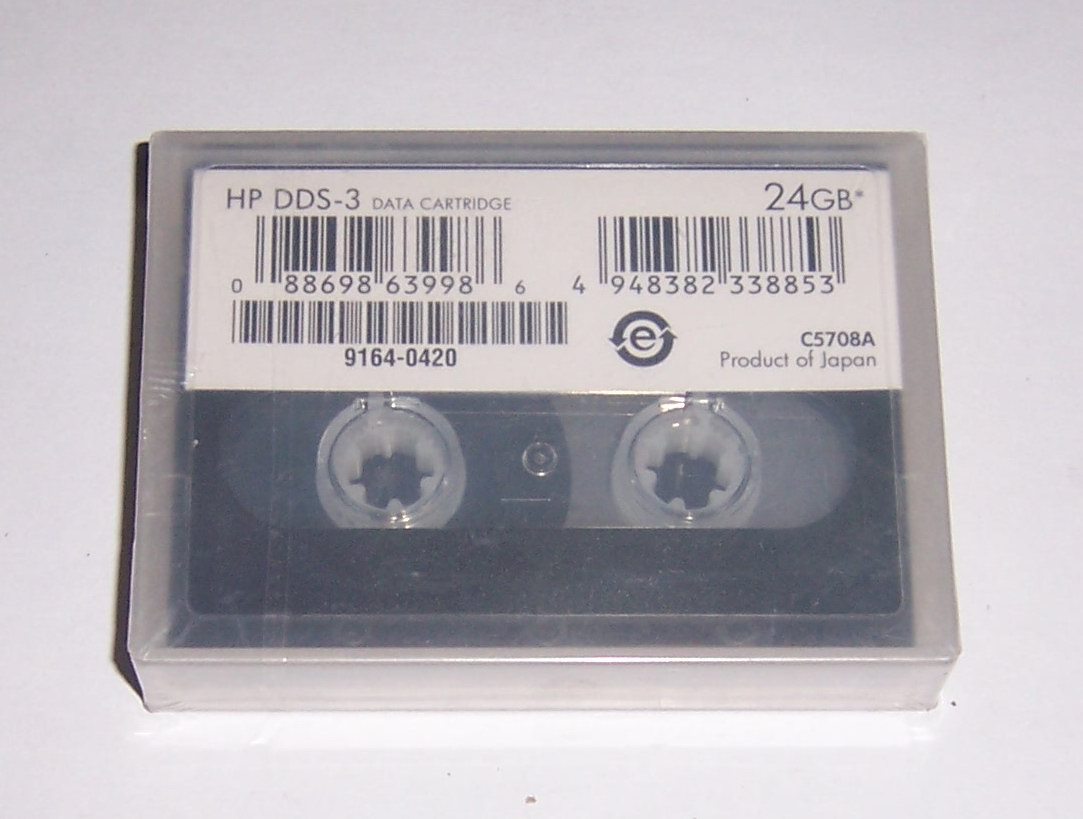 HP DDS-3 DATA CARTRIDGE 24GB*
0 88698 63998 6 4 948382 338853
9164-0420
e
C5708A
Product of Japan